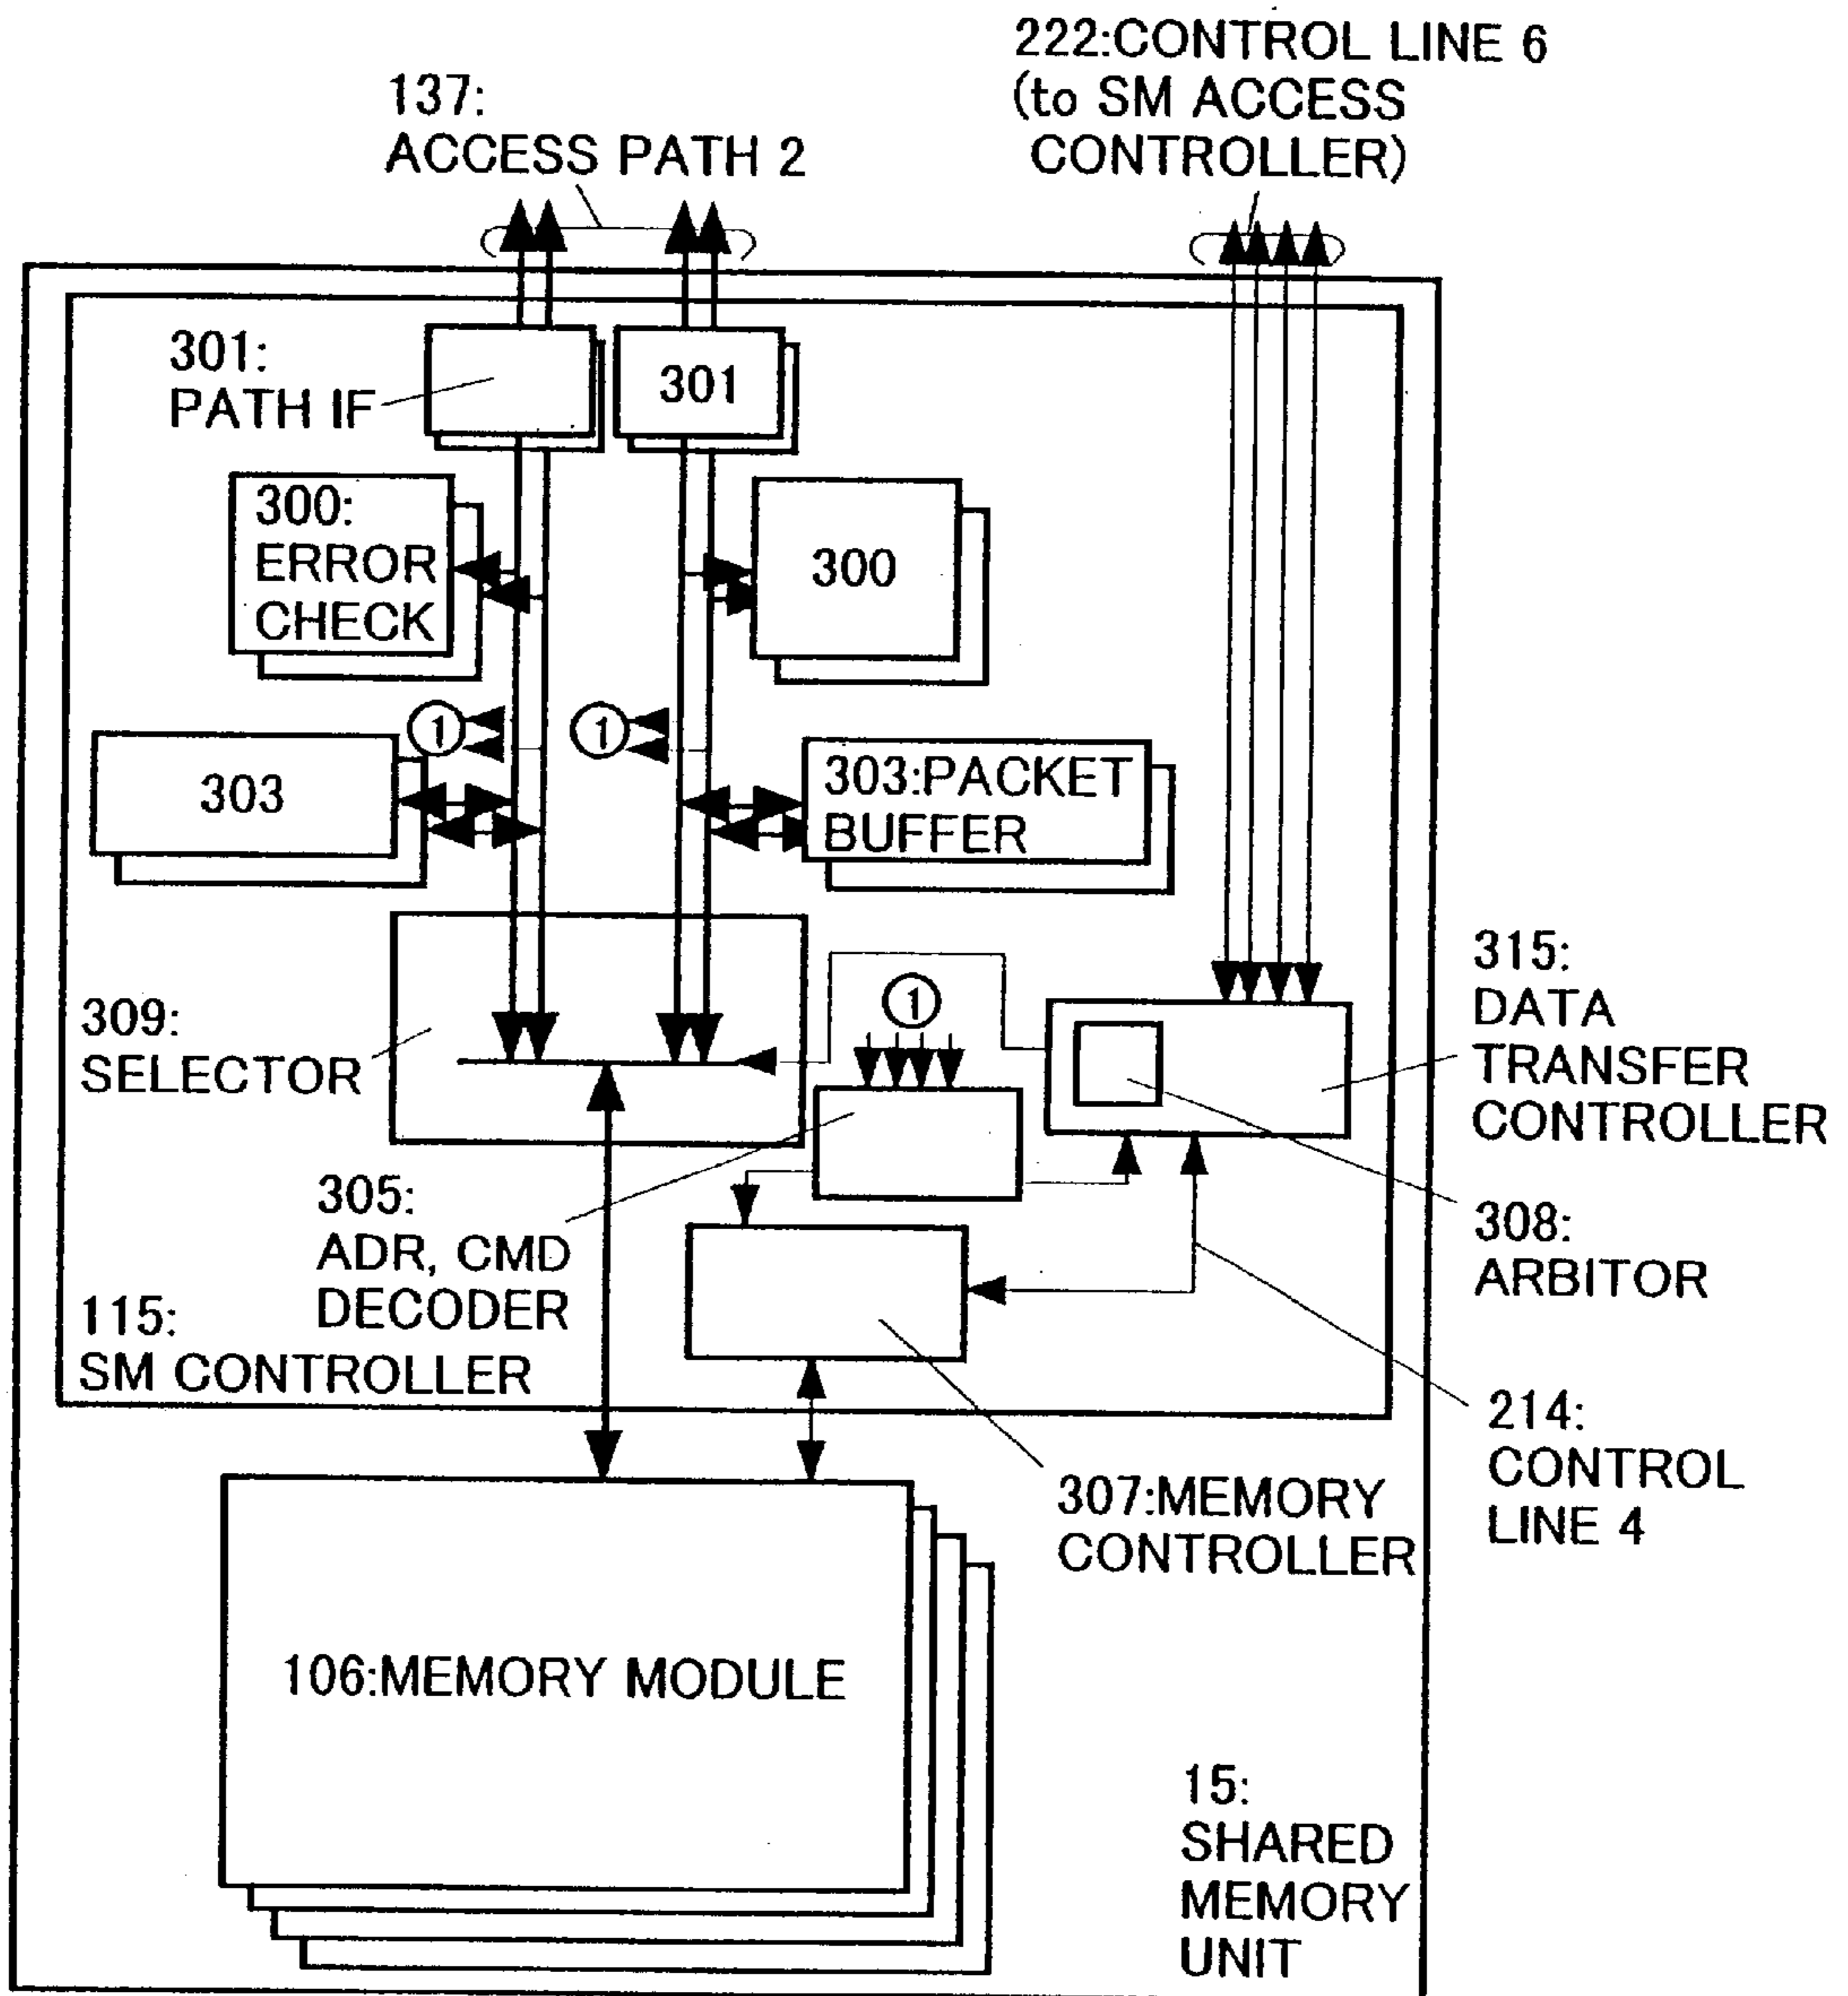 222:CONTROL LINE 6
(to SM ACCESS
CONTROLLER)
137:
ACCESS PATH 2
301:
PATH IF
301
300:
ERROR
CHECK
300
1
1
303
303:PACKET
BUFFER
309:
SELECTOR
1
315:
DATA
TRANSFER
CONTROLLER
305:
ADR, CMD
DECODER
308:
ARBITOR
115:
SM CONTROLLER
214:
CONTROL
LINE 4
307:MEMORY
CONTROLLER
106:MEMORY MODULE
15:
SHARED
MEMORY
UNIT